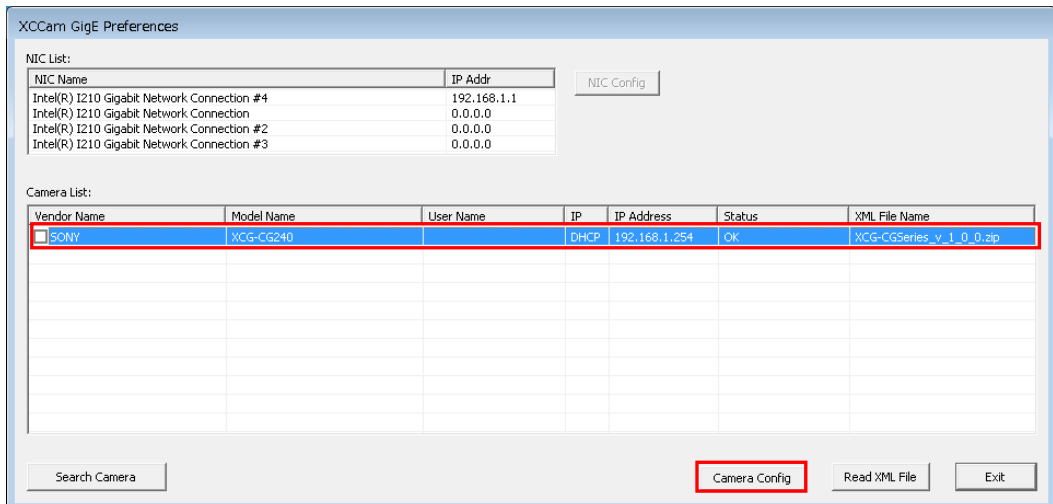 XCCam GigE Preferences
NIC List:
NIC Name IP Addr
NIC Config
Intel(R) I210 Gigabit Network Connection #4 192.168.1.1
Intel(R) I210 Gigabit Network Connection 0.0.0.0
Intel(R) I210 Gigabit Network Connection #2 0.0.0.0
Intel(R) I210 Gigabit Network Connection #3 0.0.0.0
Camera List:
Vendor Name Model Name User Name IP IP Address Status XML File Name
SONY XCG-CG240 DHCP 192.168.1.254 OK XCG-CGSeries_v_1_0_0.zip
Search Camera Camera Config Read XML File Exit